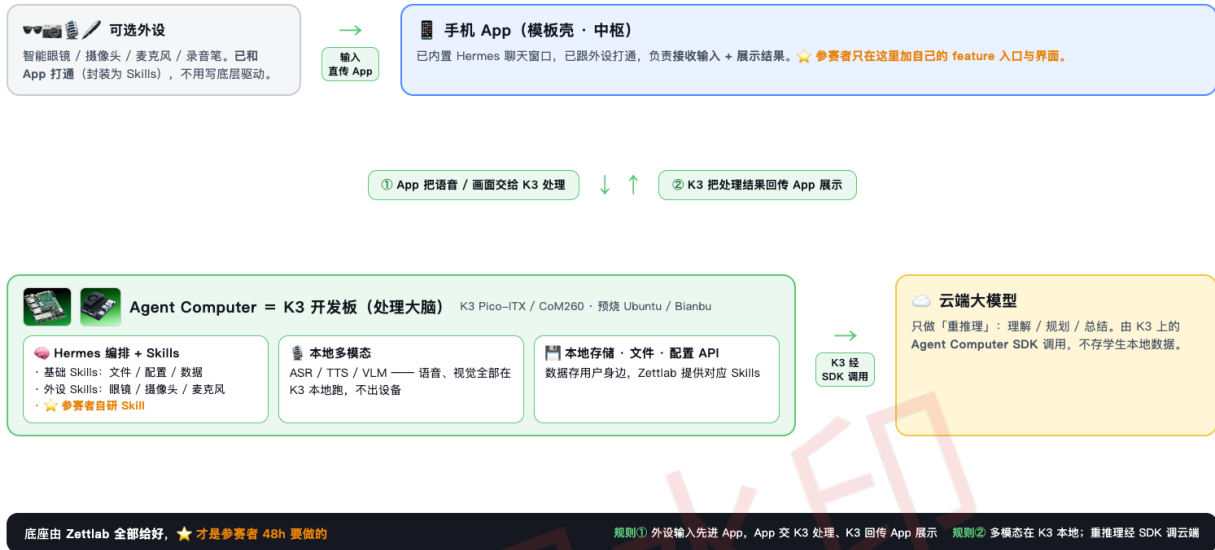 可选外设
智能眼镜 / 摄像头 / 麦克风 / 录音笔。已和
App 打通（封装为 Skills），不用写底层驱动。
输入
直传 App
手机 App（模板壳 · 中枢）
已内置 Hermes 聊天窗口，已跟外设打通，负责接收输入 + 展示结果。⭐ 参赛者只在这里加自己的 feature 入口与界面。
① App 把语音 / 画面交给 K3 处理
② K3 把处理结果回传 App 展示
Agent Computer = K3 开发板（处理大脑）
K3 Pico-ITX / CoM260 · 预烧 Ubuntu / Bianbu
Hermes 编排 + Skills
· 基础 Skills：文件 / 配置 / 数据
· 外设 Skills：眼镜 / 摄像头 / 麦克风
· ⭐ 参赛者自研 Skill
本地多模态
ASR / TTS / VLM —— 语音、视觉全部在
K3 本地跑，不出设备
本地存储 · 文件 · 配置 API
数据存用户身边，Zettlab 提供对应 Skills
K3 经
SDK 调用
云端大模型
只做「重推理」：理解 / 规划 / 总结。由 K3 上的
Agent Computer SDK 调用，不存学生本地数据。
底座由 Zettlab 全部给好，⭐ 才是参赛者 48h 要做的
规则① 外设输入先进 App，App 交 K3 处理、K3 回传 App 展示
规则② 多模态在 K3 本地；重推理经 SDK 调云端
水印